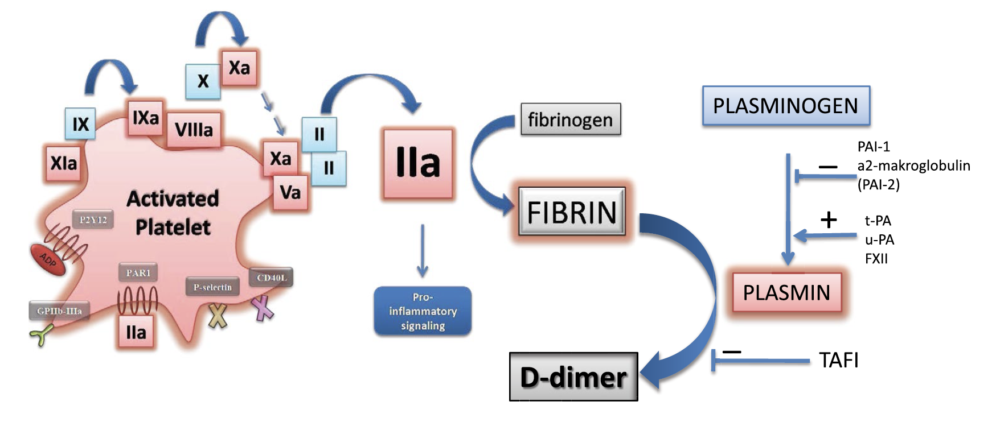 X
Xa
IX
IXa
VIIIa
XIa
Xa
Va
II
II
Activated
Platelet
P2Y12
ADP
PAR1
P-selectin
CD40L
GPIIb-IIIa
IIa
IIa
Pro-
inflammatory
signaling
fibrinogen
FIBRIN
D-dimer
PLASMINOGEN
PAI-1
a2-makroglobulin
(PAI-2)
−
+
t-PA
u-PA
FXII
PLASMIN
−
TAFI